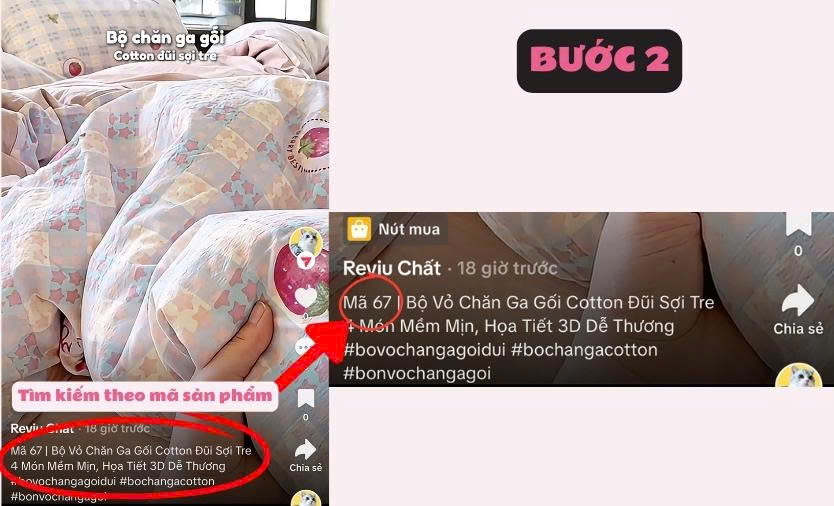 Bộ chăn ga gối
Cotton đũi sợi tre
Tìm kiếm theo mã sản phẩm
0
Reviu Chất · 18 giờ trước
Mã 67 | Bộ Vỏ Chăn Ga Gối Cotton Đũi Sợi Tre
4 Món Mềm Mịn, Họa Tiết 3D Dễ Thương
#bovochangagoidui #bochangacotton
#bonvochangagoi
0
Chia sẻ
BƯỚC 2
Nút mua
Reviu Chất · 18 giờ trước
Mã 67 | Bộ Vỏ Chăn Ga Gối Cotton Đũi Sợi Tre
4 Món Mềm Mịn, Họa Tiết 3D Dễ Thương
#bovochangagoidui #bochangacotton
#bonvochangagoi
0
Chia sẻ